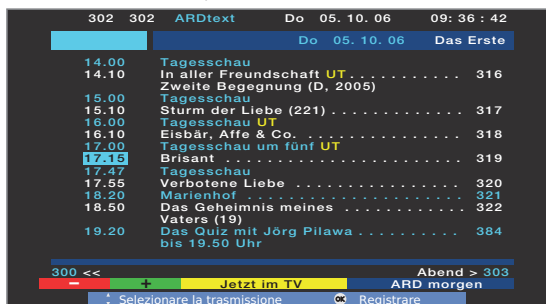 302 302 ARDtext Do 05. 10. 06 09: 36 : 42
Do 05. 10. 06 Das Erste
14.00 Tagesschau
14.10 In aller Freundschaft UT . . . . . . . . . . . 316
Zweite Begegnung (D, 2005)
15.00 Tagesschau
15.10 Sturm der Liebe (221) . . . . . . . . . . . . . 317
16.00 Tagesschau UT
16.10 Eisbär, Affe & Co. . . . . . . . . . . . . . . . 318
17.00 Tagesschau um fünf UT
17.15 Brisant . . . . . . . . . . . . . . . . . . . . . . . 319
17.47 Tagesschau
17.55 Verbotene Liebe . . . . . . . . . . . . . . . . 320
18.20 Marienhof . . . . . . . . . . . . . . . . . . . . . 321
18.50 Das Geheimnis meines . . . . . . . . . . . 322
Vaters (19)
19.20 Das Quiz mit Jörg Pilawa . . . . . . . . . . 384
bis 19.50 Uhr
300 << Abend > 303
− + Jetzt im TV ARD morgen
Selezionare la trasmissione OK Registrare